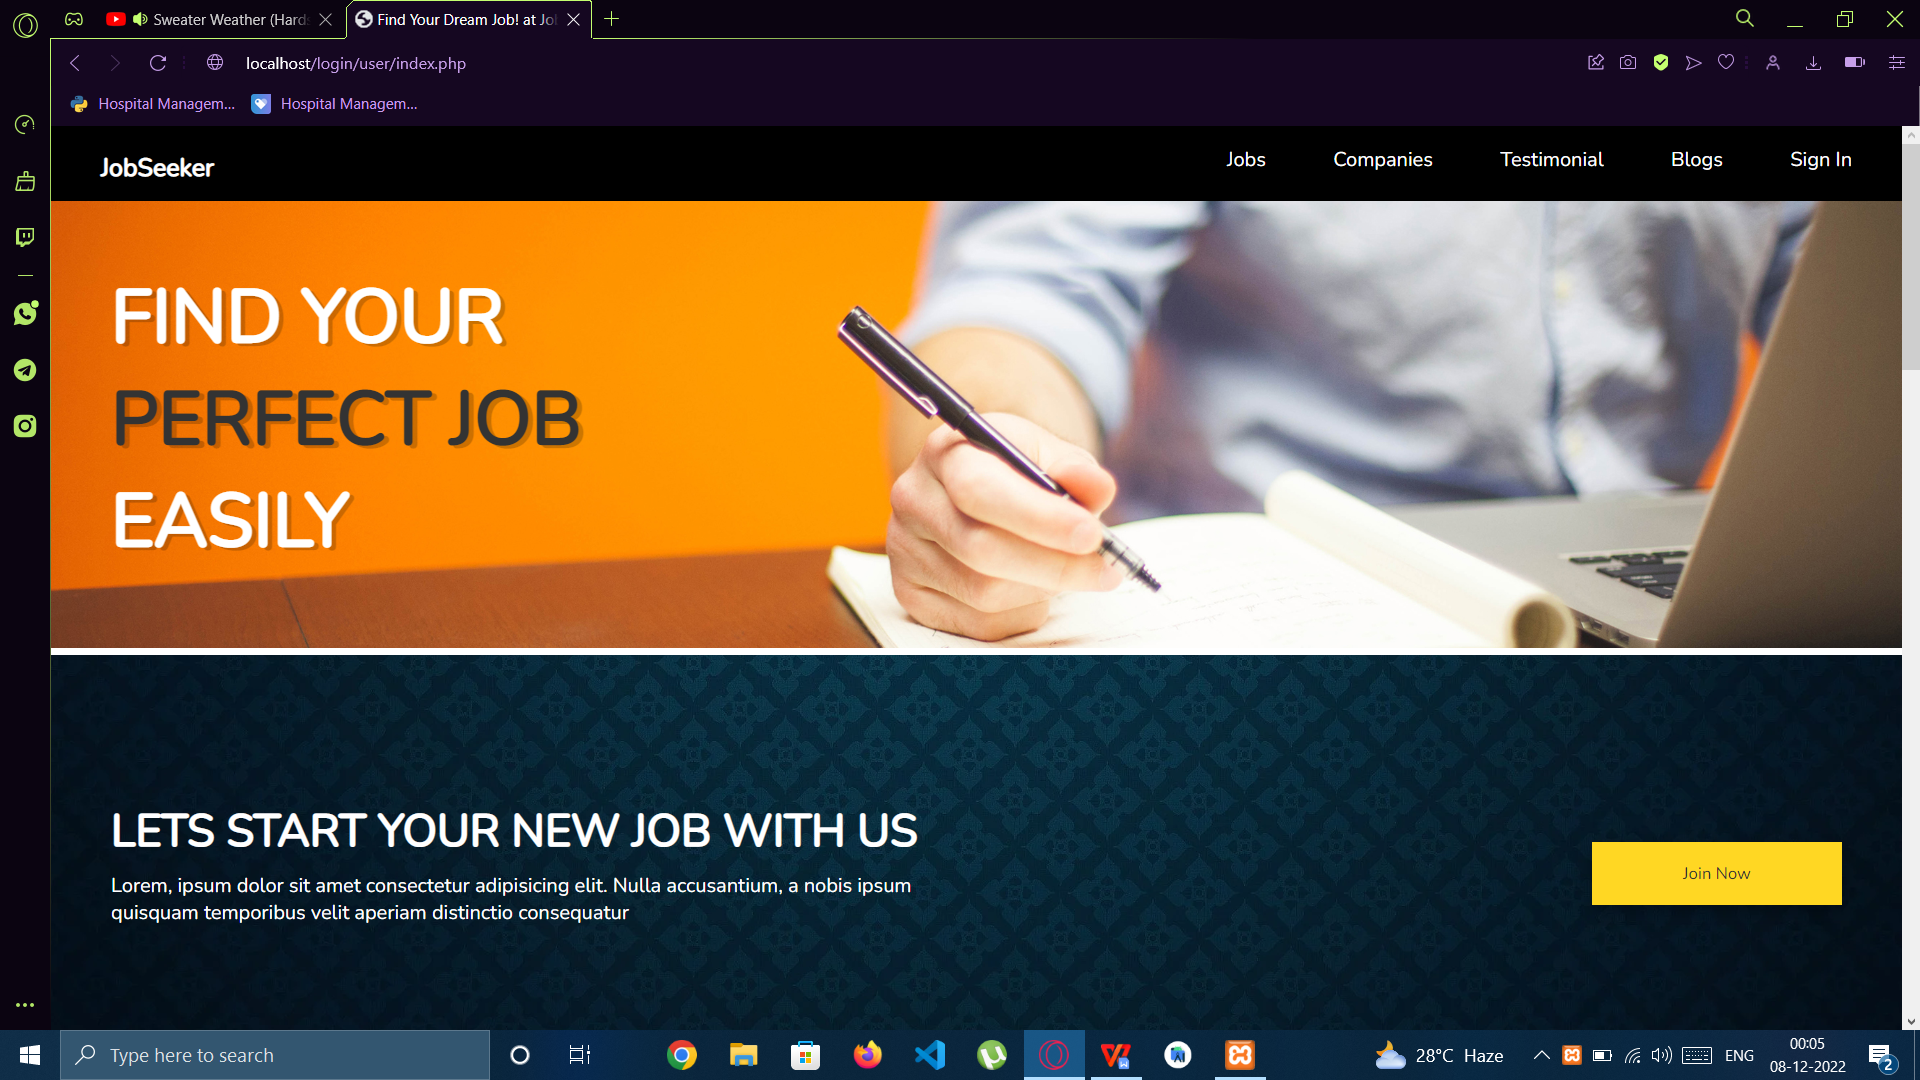 Sweater Weather (Hard
Find Your Dream Job! at Jo
localhost/login/user/index.php
Hospital Managem...
Hospital Managem...
JobSeeker
Jobs
Companies
Testimonial
Blogs
Sign In
FIND YOUR
PERFECT JOB
EASILY
LETS START YOUR NEW JOB WITH US
Lorem, ipsum dolor sit amet consectetur adipisicing elit. Nulla accusantium, a nobis ipsum
quisquam temporibus velit aperiam distinctio consequatur
Join Now
Type here to search
28°C Haze
ENG
00:05
08-12-2022
2